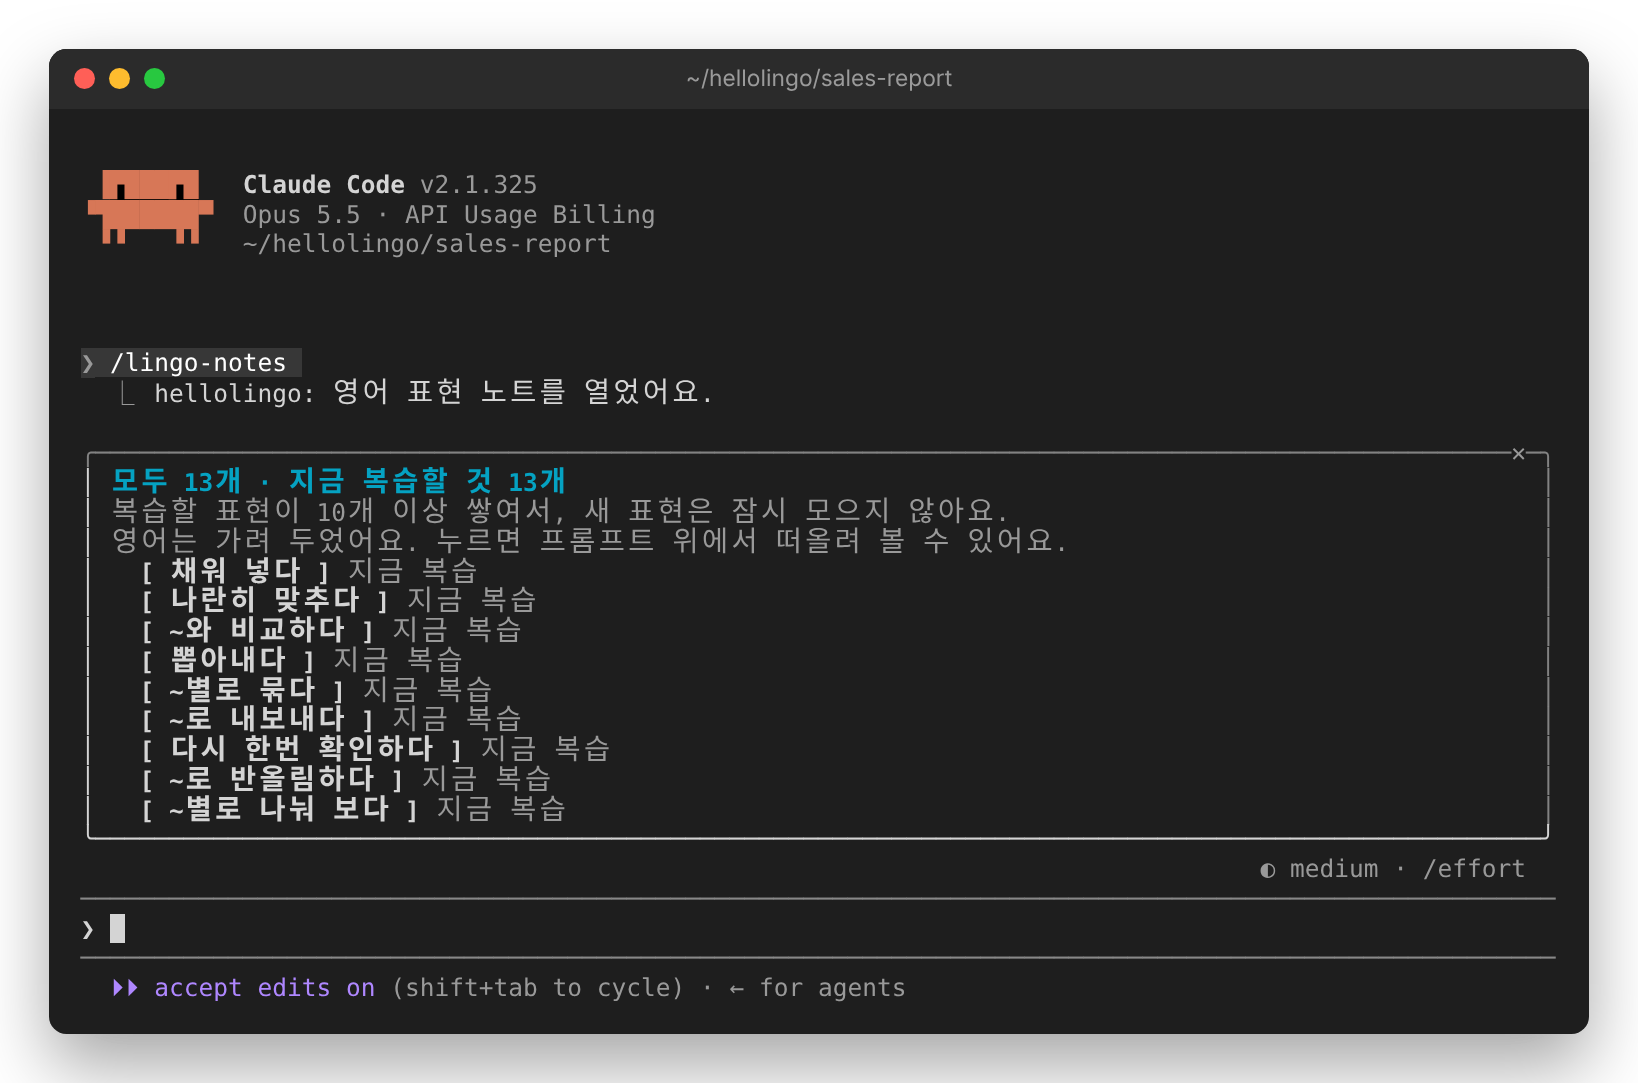 ~/hellolingo/sales-report
Claude Code v2.1.325
Opus 5.5 · API Usage Billing
~/hellolingo/sales-report
❯ /lingo-notes
⎿ hellolingo: 영어 표현 노트를 열었어요.
×
모두 13개 · 지금 복습할 것 13개
복습할 표현이 10개 이상 쌓여서, 새 표현은 잠시 모으지 않아요.
영어는 가려 두었어요. 누르면 프롬프트 위에서 떠올려 볼 수 있어요.
[ 채워 넣다 ] 지금 복습
[ 나란히 맞추다 ] 지금 복습
[ ~와 비교하다 ] 지금 복습
[ 뽑아내다 ] 지금 복습
[ ~별로 묶다 ] 지금 복습
[ ~로 내보내다 ] 지금 복습
[ 다시 한번 확인하다 ] 지금 복습
[ ~로 반올림하다 ] 지금 복습
[ ~별로 나눠 보다 ] 지금 복습
◐ medium · /effort
❯
⏵⏵ accept edits on (shift+tab to cycle) · ← for agents